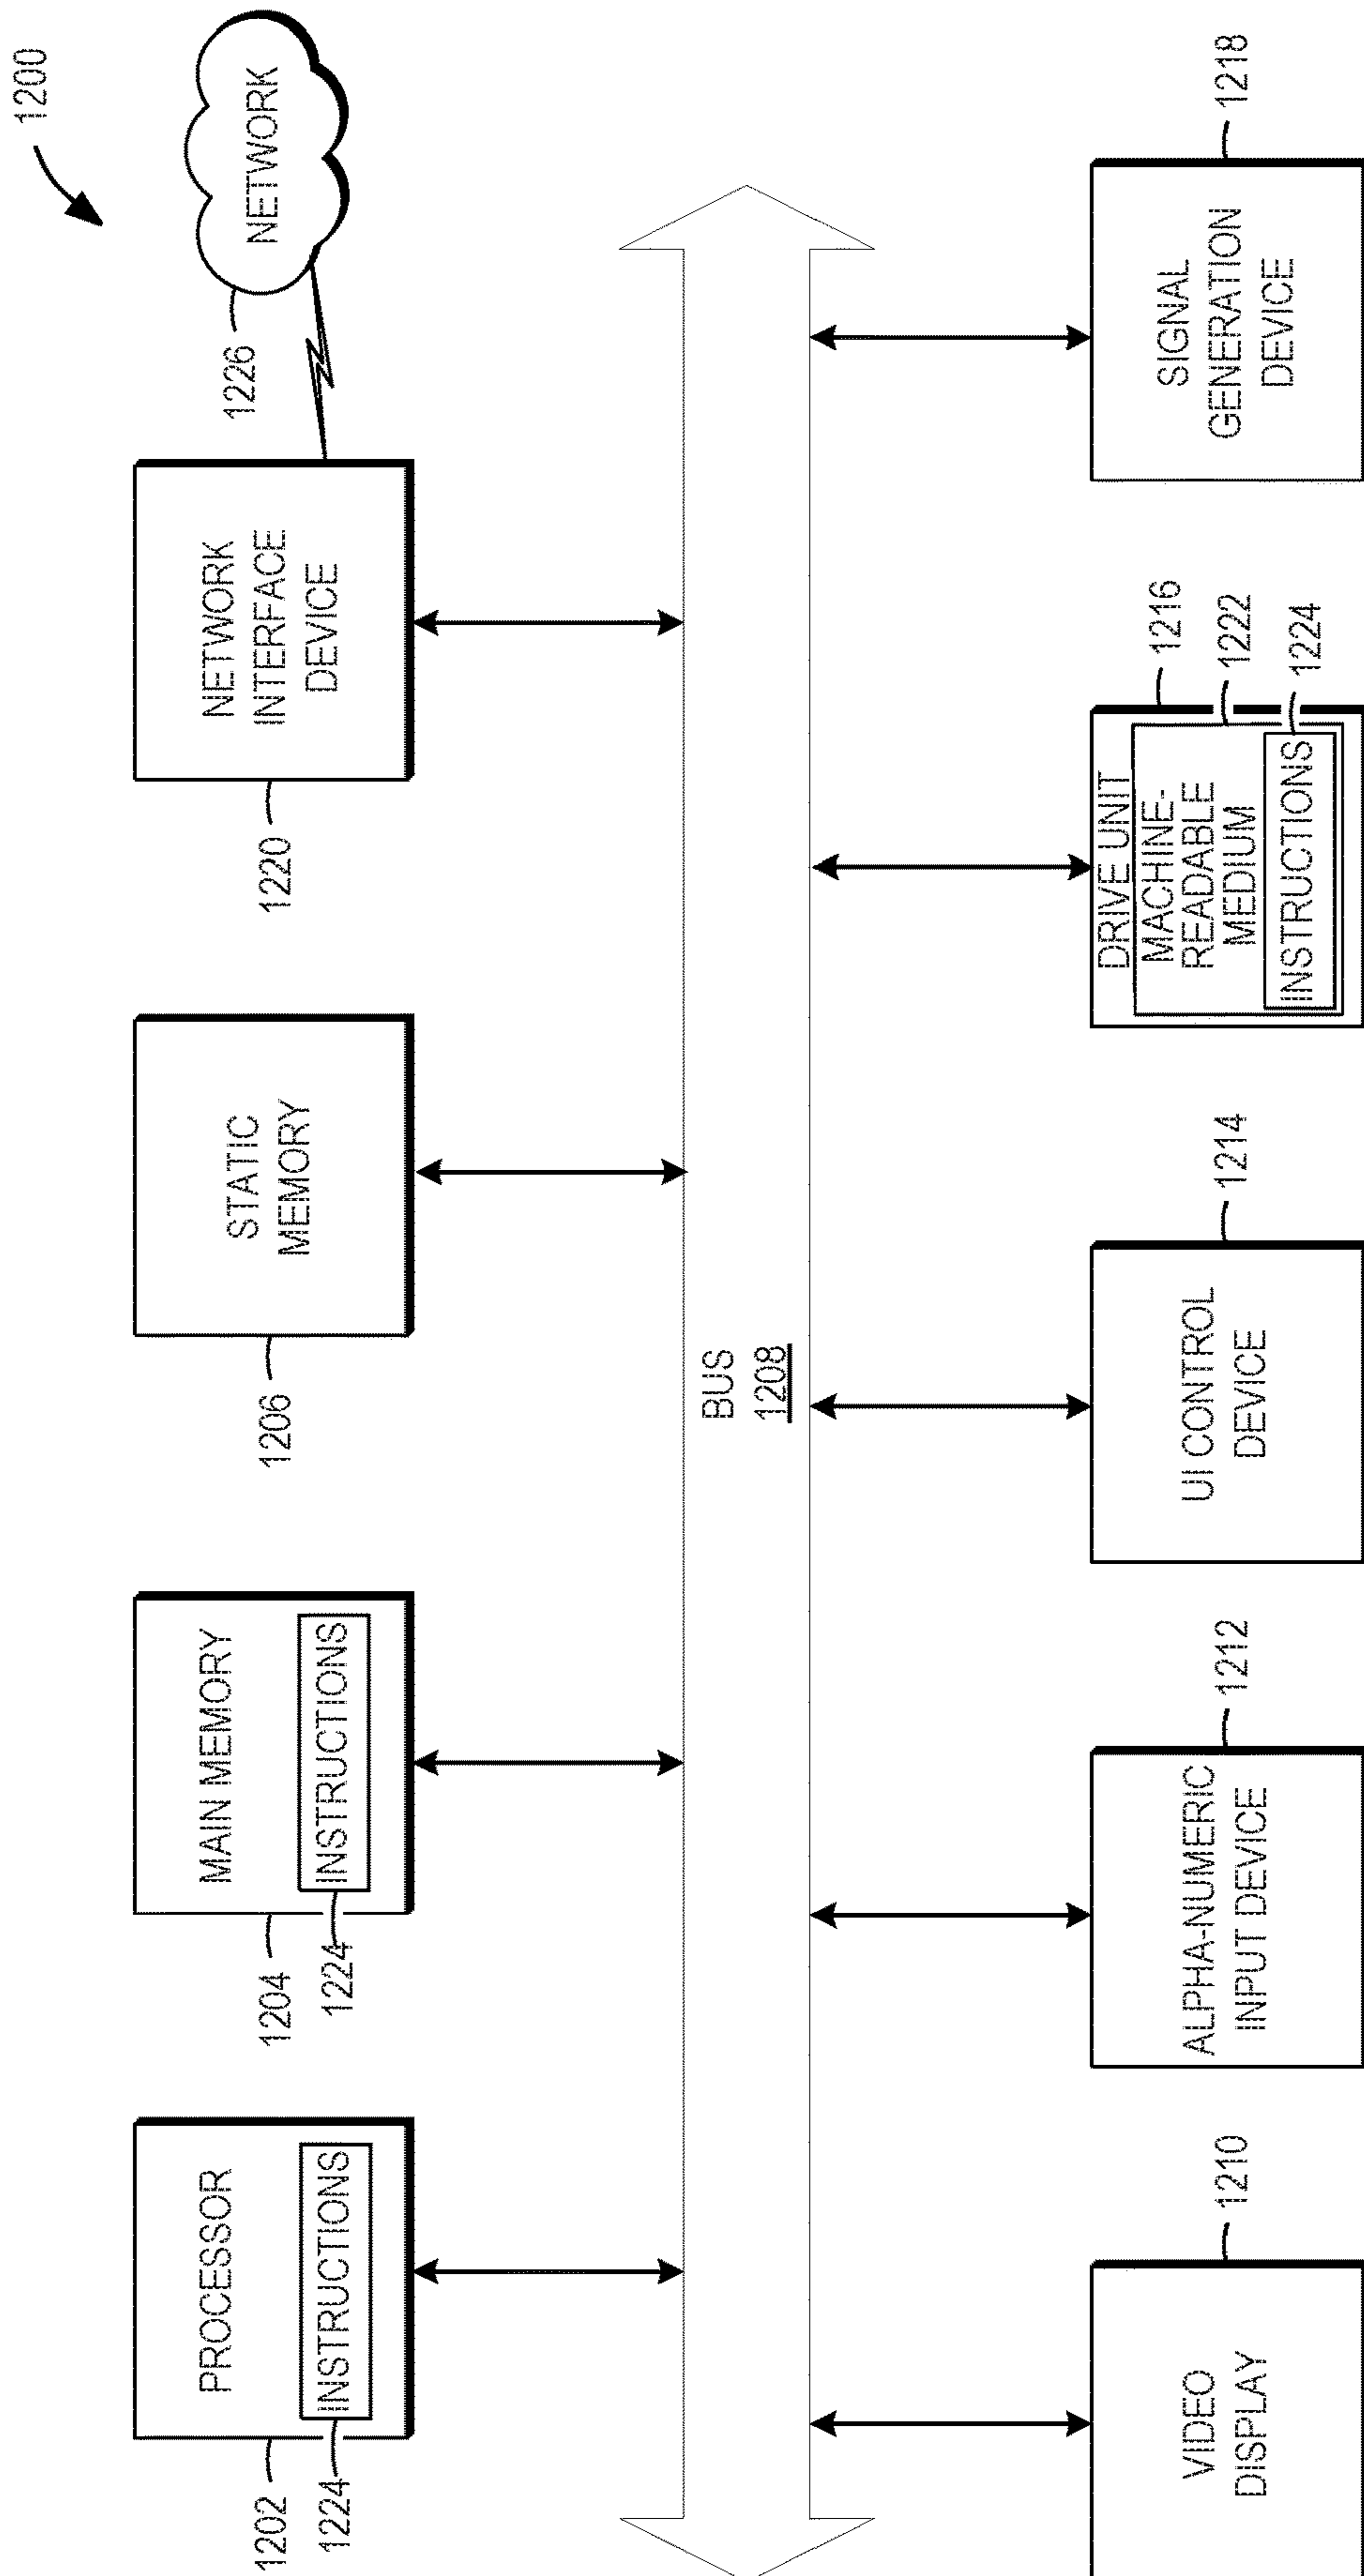 1200
1202
PROCESSOR
1224
INSTRUCTIONS
1204
MAIN MEMORY
1224
INSTRUCTIONS
1206
STATIC
MEMORY
1220
NETWORK
INTERFACE
DEVICE
1226
NETWORK
BUS
1208
VIDEO
DISPLAY
1210
ALPHA-NUMERIC
INPUT DEVICE
1212
UI CONTROL
DEVICE
1214
DRIVE UNIT
1216
MACHINE-
READABLE
MEDIUM
1222
INSTRUCTIONS
1224
SIGNAL
GENERATION
DEVICE
1218